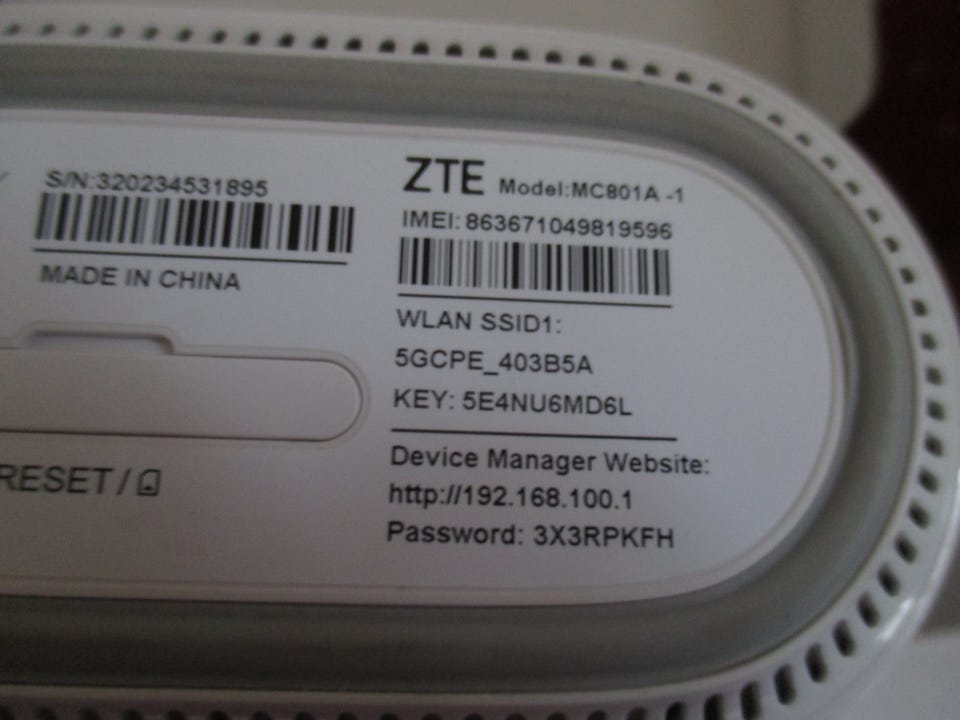 S/N:320234531895
MADE IN CHINA
RESET /
ZTE Model:MC801A -1
IMEI: 863671049819596
WLAN SSID1:
5GCPE_403B5A
KEY: 5E4NU6MD6L
Device Manager Website:
http://192.168.100.1
Password: 3X3RPKFH